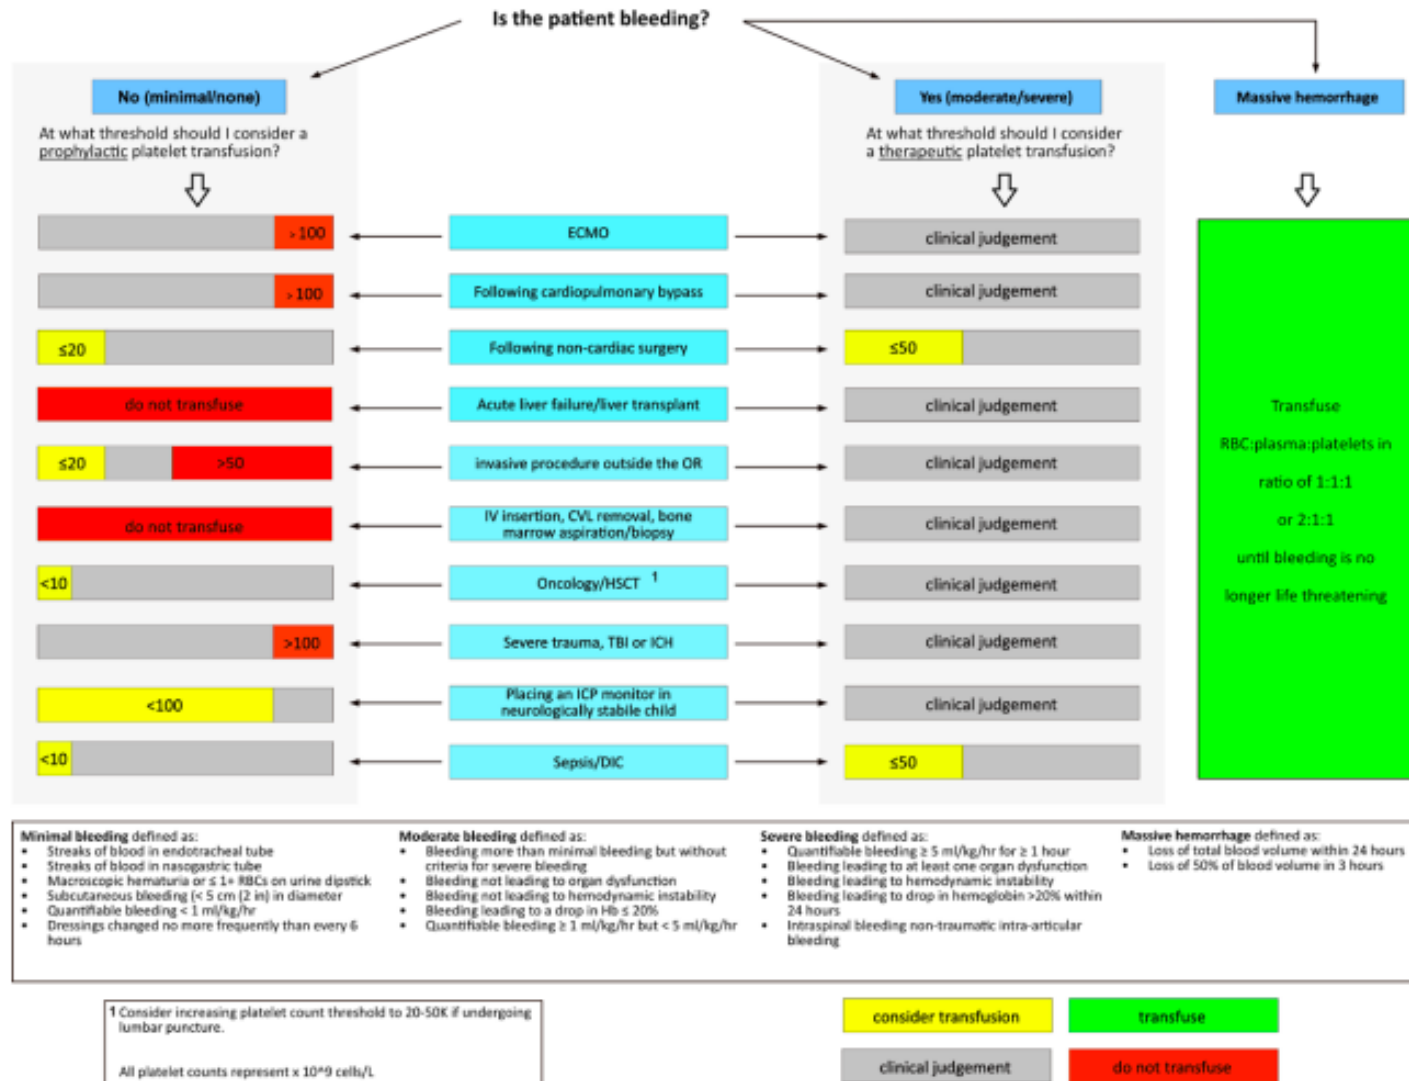 Is the patient bleeding?
No (minimal/none)
Yes (moderate/severe)
Massive hemorrhage
At what threshold should I consider a
prophylactic platelet transfusion?
At what threshold should I consider
a therapeutic platelet transfusion?
> 100
ECMO
clinical judgement
> 100
Following cardiopulmonary bypass
clinical judgement
≤20
Following non-cardiac surgery
≤50
do not transfuse
Acute liver failure/liver transplant
clinical judgement
≤20
>50
invasive procedure outside the OR
clinical judgement
do not transfuse
IV insertion, CVL removal, bone
marrow aspiration/biopsy
clinical judgement
<10
Oncology/HSCT 1
clinical judgement
>100
Severe trauma, TBI or ICH
clinical judgement
<100
Placing an ICP monitor in
neurologically stabile child
clinical judgement
<10
Sepsis/DIC
≤50
Transfuse
RBC:plasma:platelets in
ratio of 1:1:1
or 2:1:1
until bleeding is no
longer life threatening
Minimal bleeding defined as:
• Streaks of blood in endotracheal tube
• Streaks of blood in nasogastric tube
• Macroscopic hematuria or ≤ 1+ RBCs on urine dipstick
• Subcutaneous bleeding (< 5 cm (2 in) in diameter
• Quantifiable bleeding < 1 ml/kg/hr
• Dressings changed no more frequently than every 6
hours
Moderate bleeding defined as:
• Bleeding more than minimal bleeding but without
criteria for severe bleeding
• Bleeding not leading to organ dysfunction
• Bleeding not leading to hemodynamic instability
• Bleeding leading to a drop in Hb ≤ 20%
• Quantifiable bleeding ≥ 1 ml/kg/hr but < 5 ml/kg/hr
Severe bleeding defined as:
• Quantifiable bleeding ≥ 5 ml/kg/hr for ≥ 1 hour
• Bleeding leading to at least one organ dysfunction
• Bleeding leading to hemodynamic instability
• Bleeding leading to drop in hemoglobin >20% within
24 hours
• Intraspinal bleeding non-traumatic intra-articular
bleeding
Massive hemorrhage defined as:
• Loss of total blood volume within 24 hours
• Loss of 50% of blood volume in 3 hours
1 Consider increasing platelet count threshold to 20-50K if undergoing
lumbar puncture.
All platelet counts represent x 10^9 cells/L
consider transfusion
transfuse
clinical judgement
do not transfuse